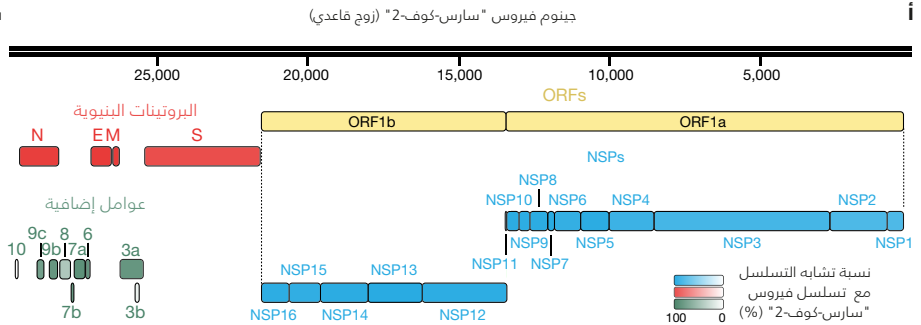 أ
جينوم فيروس "سارس-كوف-2" (زوج قاعدي)
5,000
10,000
15,000
20,000
25,000
ORFs
ORF1a
ORF1b
البروتينات البنيوية
S
M
E
N
NSPs
NSP8
NSP2
NSP4
NSP6
NSP10
NSP1
NSP3
NSP5
NSP7
NSP9
NSP11
عوامل إضافية
9c
8
6
10
9b
7a
3a
7b
3b
NSP13
NSP15
NSP12
NSP14
NSP16
نسبة تشابه التسلسل
مع تسلسل فيروس
"سارس-كوف-2" (%)
0
100